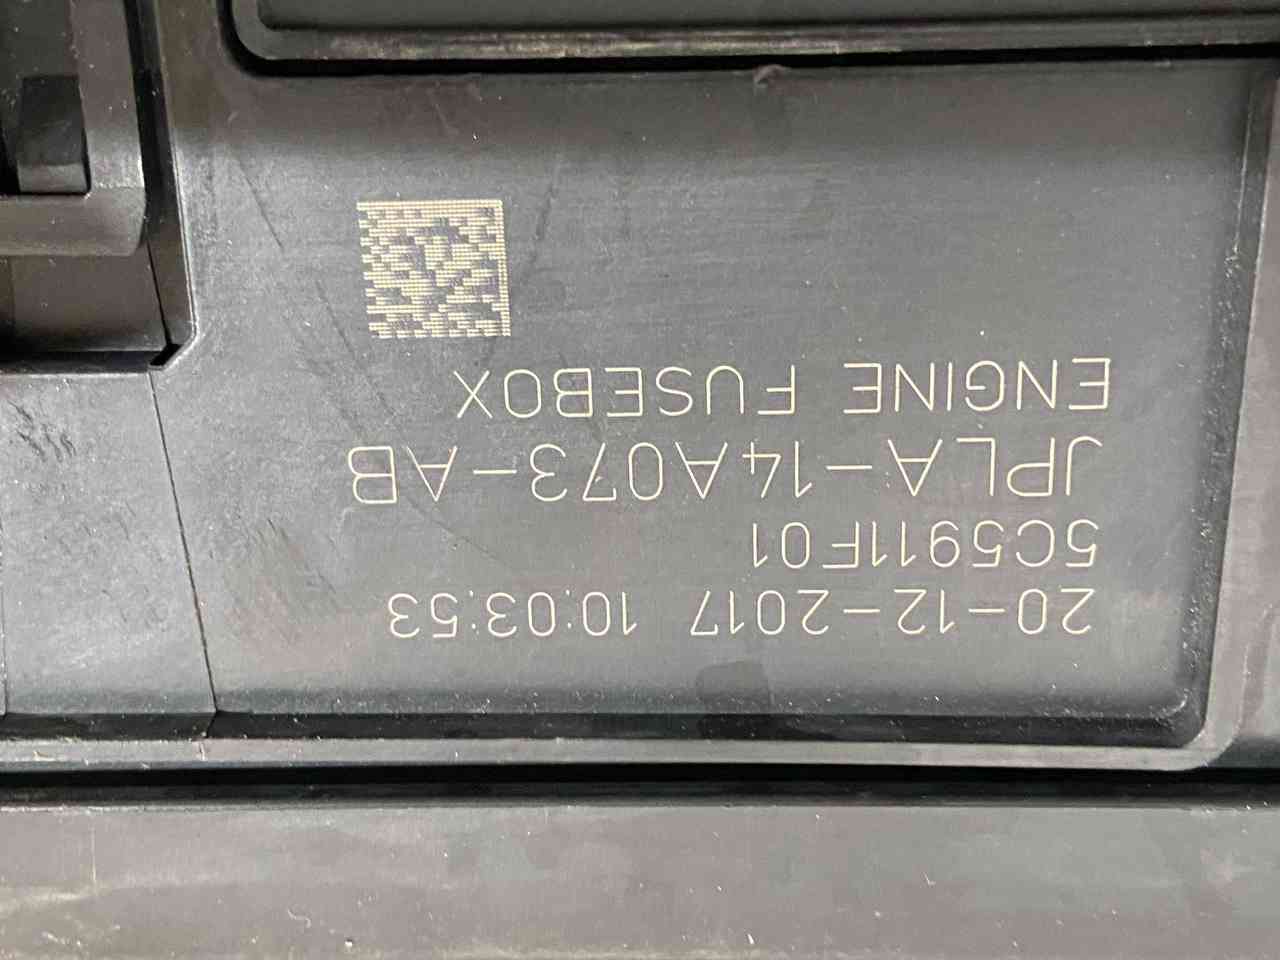 20-12-2017 10:03:53
5C5911F01
JPLA-14A073-AB
ENGINE FUSEBOX